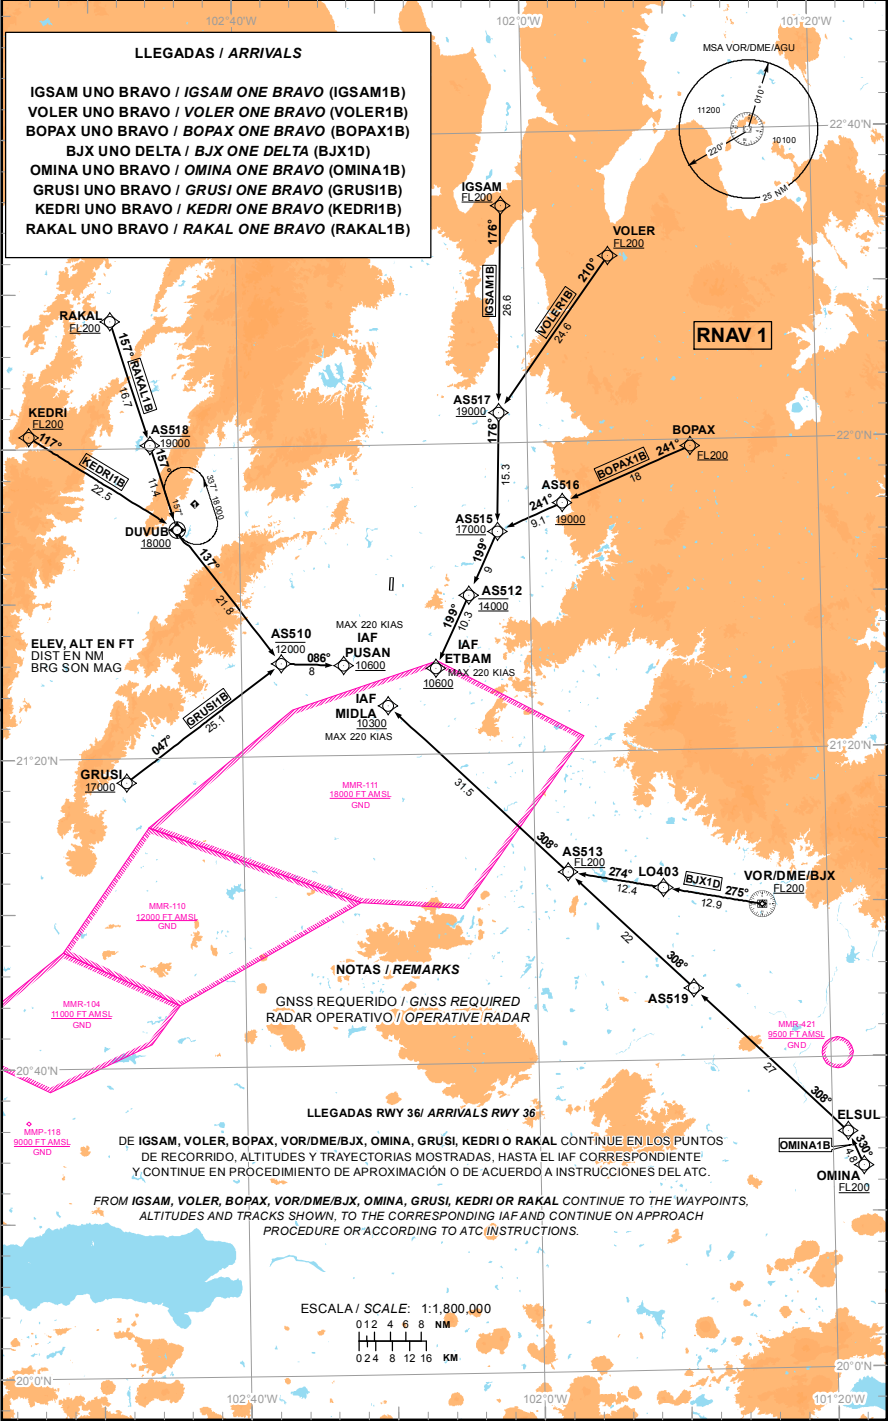 102°40'W
102°0'W
101°20'W
LLEGADAS / ARRIVALS
IGSAM UNO BRAVO / IGSAM ONE BRAVO (IGSAM1B)
VOLER UNO BRAVO / VOLER ONE BRAVO (VOLER1B)
BOPAX UNO BRAVO / BOPAX ONE BRAVO (BOPAX1B)
BJX UNO DELTA / BJX ONE DELTA (BJX1D)
OMINA UNO BRAVO / OMINA ONE BRAVO (OMINA1B)
GRUSI UNO BRAVO / GRUSI ONE BRAVO (GRUSI1B)
KEDRI UNO BRAVO / KEDRI ONE BRAVO (KEDRI1B)
RAKAL UNO BRAVO / RAKAL ONE BRAVO (RAKAL1B)
MSA VOR/DME/AGU
010°
11200
10100
220°
25 NM
22°40'N
IGSAM
FL200
176°
IGSAM1B
26.6
VOLER
FL200
210°
VOLER1B
24.6
RNAV 1
RAKAL
FL200
157°
RAKAL1B
16.7
KEDRI
FL200
117°
KEDRI1B
22.5
AS518
19000
157°
11.4
157°
337°
18000
DUVUB
18000
137°
21.8
AS517
19000
176°
15.3
BOPAX
FL200
241°
BOPAX1B
18
22°0'N
AS516
19000
241°
9.1
AS515
17000
199°
9
AS512
14000
199°
10.3
ELEV, ALT EN FT
DIST EN NM
BRG SON MAG
AS510
12000
086°
8
MAX 220 KIAS
IAF
PUSAN
10600
IAF
ETBAM
MAX 220 KIAS
10600
IAF
MIDLA
10300
MAX 220 KIAS
GRUSI1B
25.1
047°
GRUSI
17000
21°20'N
21°20'N
MMR-111
18000 FT AMSL
GND
31.5
308°
AS513
FL200
274°
12.4
LO403
BJX1D
275°
12.9
VOR/DME/BJX
FL200
MMR-110
12000 FT AMSL
GND
22
308°
AS519
NOTAS / REMARKS
GNSS REQUERIDO / GNSS REQUIRED
RADAR OPERATIVO / OPERATIVE RADAR
MMR-104
11000 FT AMSL
GND
MMR-421
9500 FT AMSL
GND
20°40'N
20°40'N
27
308°
ELSUL
330°
4.8
OMINA1B
OMINA
FL200
MMP-118
9000 FT AMSL
GND
LLEGADAS RWY 36/ ARRIVALS RWY 36
DE IGSAM, VOLER, BOPAX, VOR/DME/BJX, OMINA, GRUSI, KEDRI O RAKAL CONTINUE EN LOS PUNTOS
DE RECORRIDO, ALTITUDES Y TRAYECTORIAS MOSTRADAS, HASTA EL IAF CORRESPONDIENTE
Y CONTINUE EN PROCEDIMIENTO DE APROXIMACIÓN O DE ACUERDO A INSTRUCCIONES DEL ATC.
FROM IGSAM, VOLER, BOPAX, VOR/DME/BJX, OMINA, GRUSI, KEDRI OR RAKAL CONTINUE TO THE WAYPOINTS,
ALTITUDES AND TRACKS SHOWN, TO THE CORRESPONDING IAF AND CONTINUE ON APPROACH
PROCEDURE OR ACCORDING TO ATC INSTRUCTIONS.
ESCALA / SCALE: 1:1,800,000
0 1 2 4 6 8 NM
0 2 4 8 12 16 KM
20°0'N
20°0'N
102°40'W
102°0'W
101°20'W